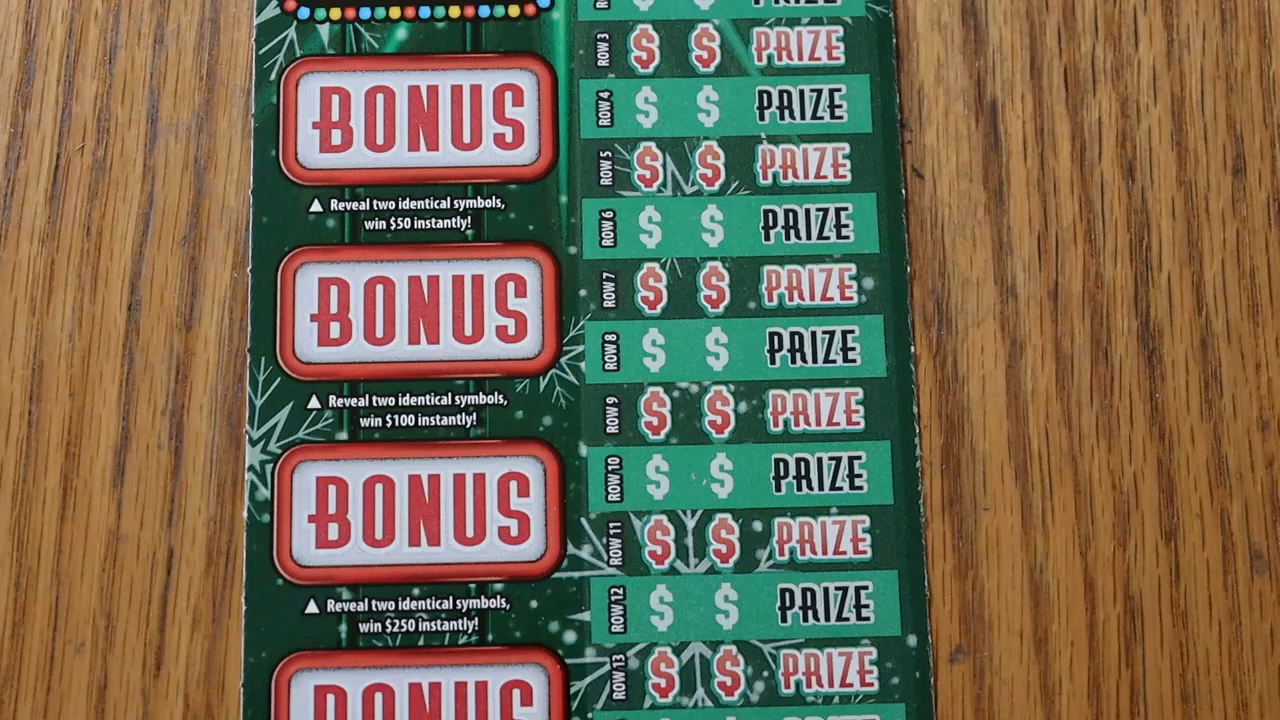 PRIZE
ROW 3 $ $ PRIZE
BONUS
ROW 4 $ $ PRIZE
ROW 5 $ $ PRIZE
▲ Reveal two identical symbols,
win $50 instantly!
ROW 6 $ $ PRIZE
BONUS
ROW 7 $ $ PRIZE
ROW 8 $ $ PRIZE
▲ Reveal two identical symbols,
win $100 instantly!
ROW 9 $ $ PRIZE
BONUS
ROW 10 $ $ PRIZE
ROW 11 $ $ PRIZE
▲ Reveal two identical symbols,
win $250 instantly!
ROW 12 $ $ PRIZE
BONUS
ROW 13 $ $ PRIZE
PRIZE